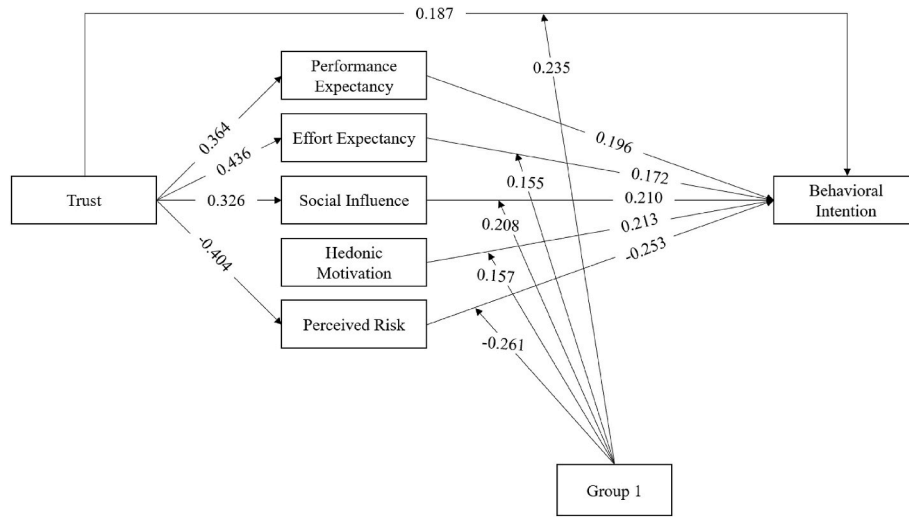 0.187
0.235
Performance
Expectancy
0.364
0.196
Effort Expectancy
0.436
0.172
0.155
Trust
0.326
Social Influence
0.210
Behavioral
Intention
0.208
0.213
Hedonic
Motivation
-0.404
0.157
-0.253
Perceived Risk
-0.261
Group 1